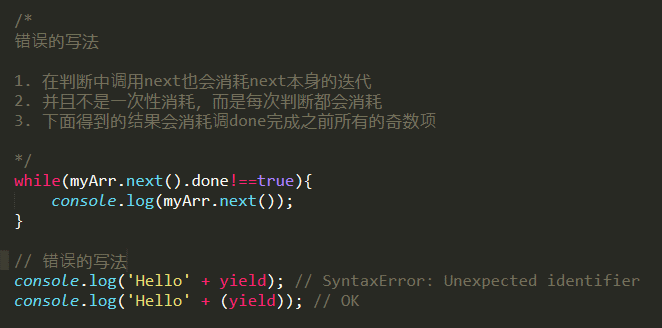 /*
错误的写法
1. 在判断中调用next也会消耗next本身的迭代
2. 并且不是一次性消耗，而是每次判断都会消耗
3. 下面得到的结果会消耗调done完成之前所有的奇数项
*/
while(myArr.next().done!==true){
console.log(myArr.next());
}
// 错误的写法
console.log('Hello' + yield); // SyntaxError: Unexpected identifier
console.log('Hello' + (yield)); // OK